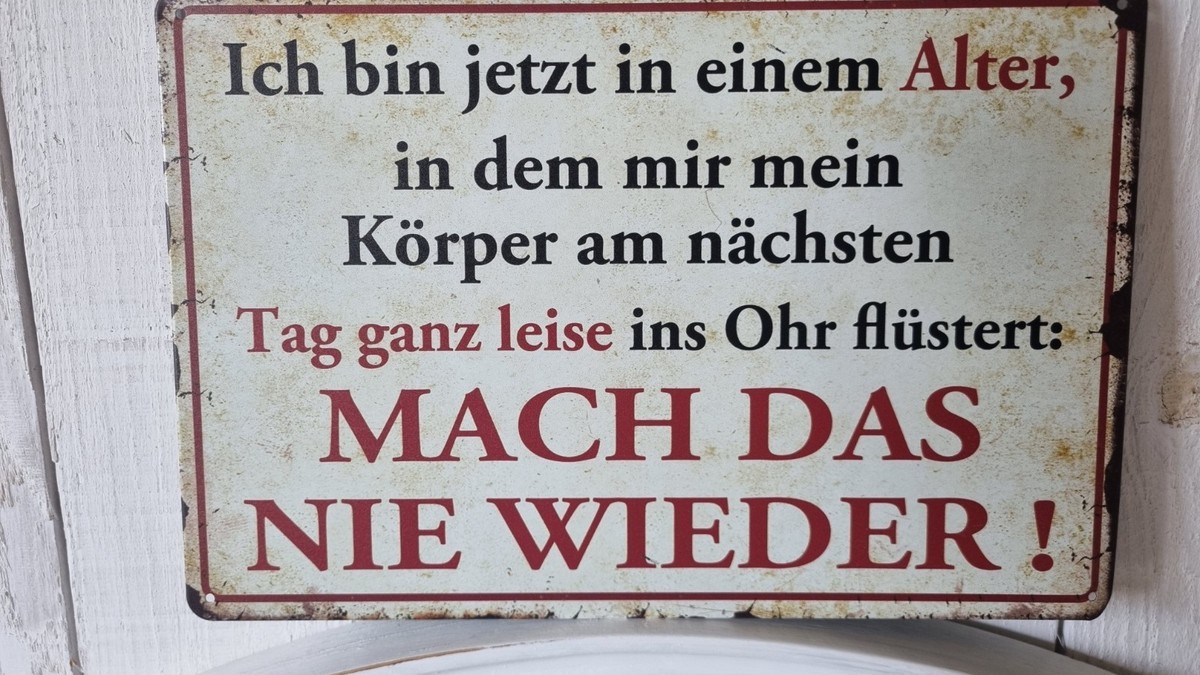 Ich bin jetzt in einem Alter,
in dem mir mein
Körper am nächsten
Tag ganz leise ins Ohr flüstert:
MACH DAS
NIE WIEDER !